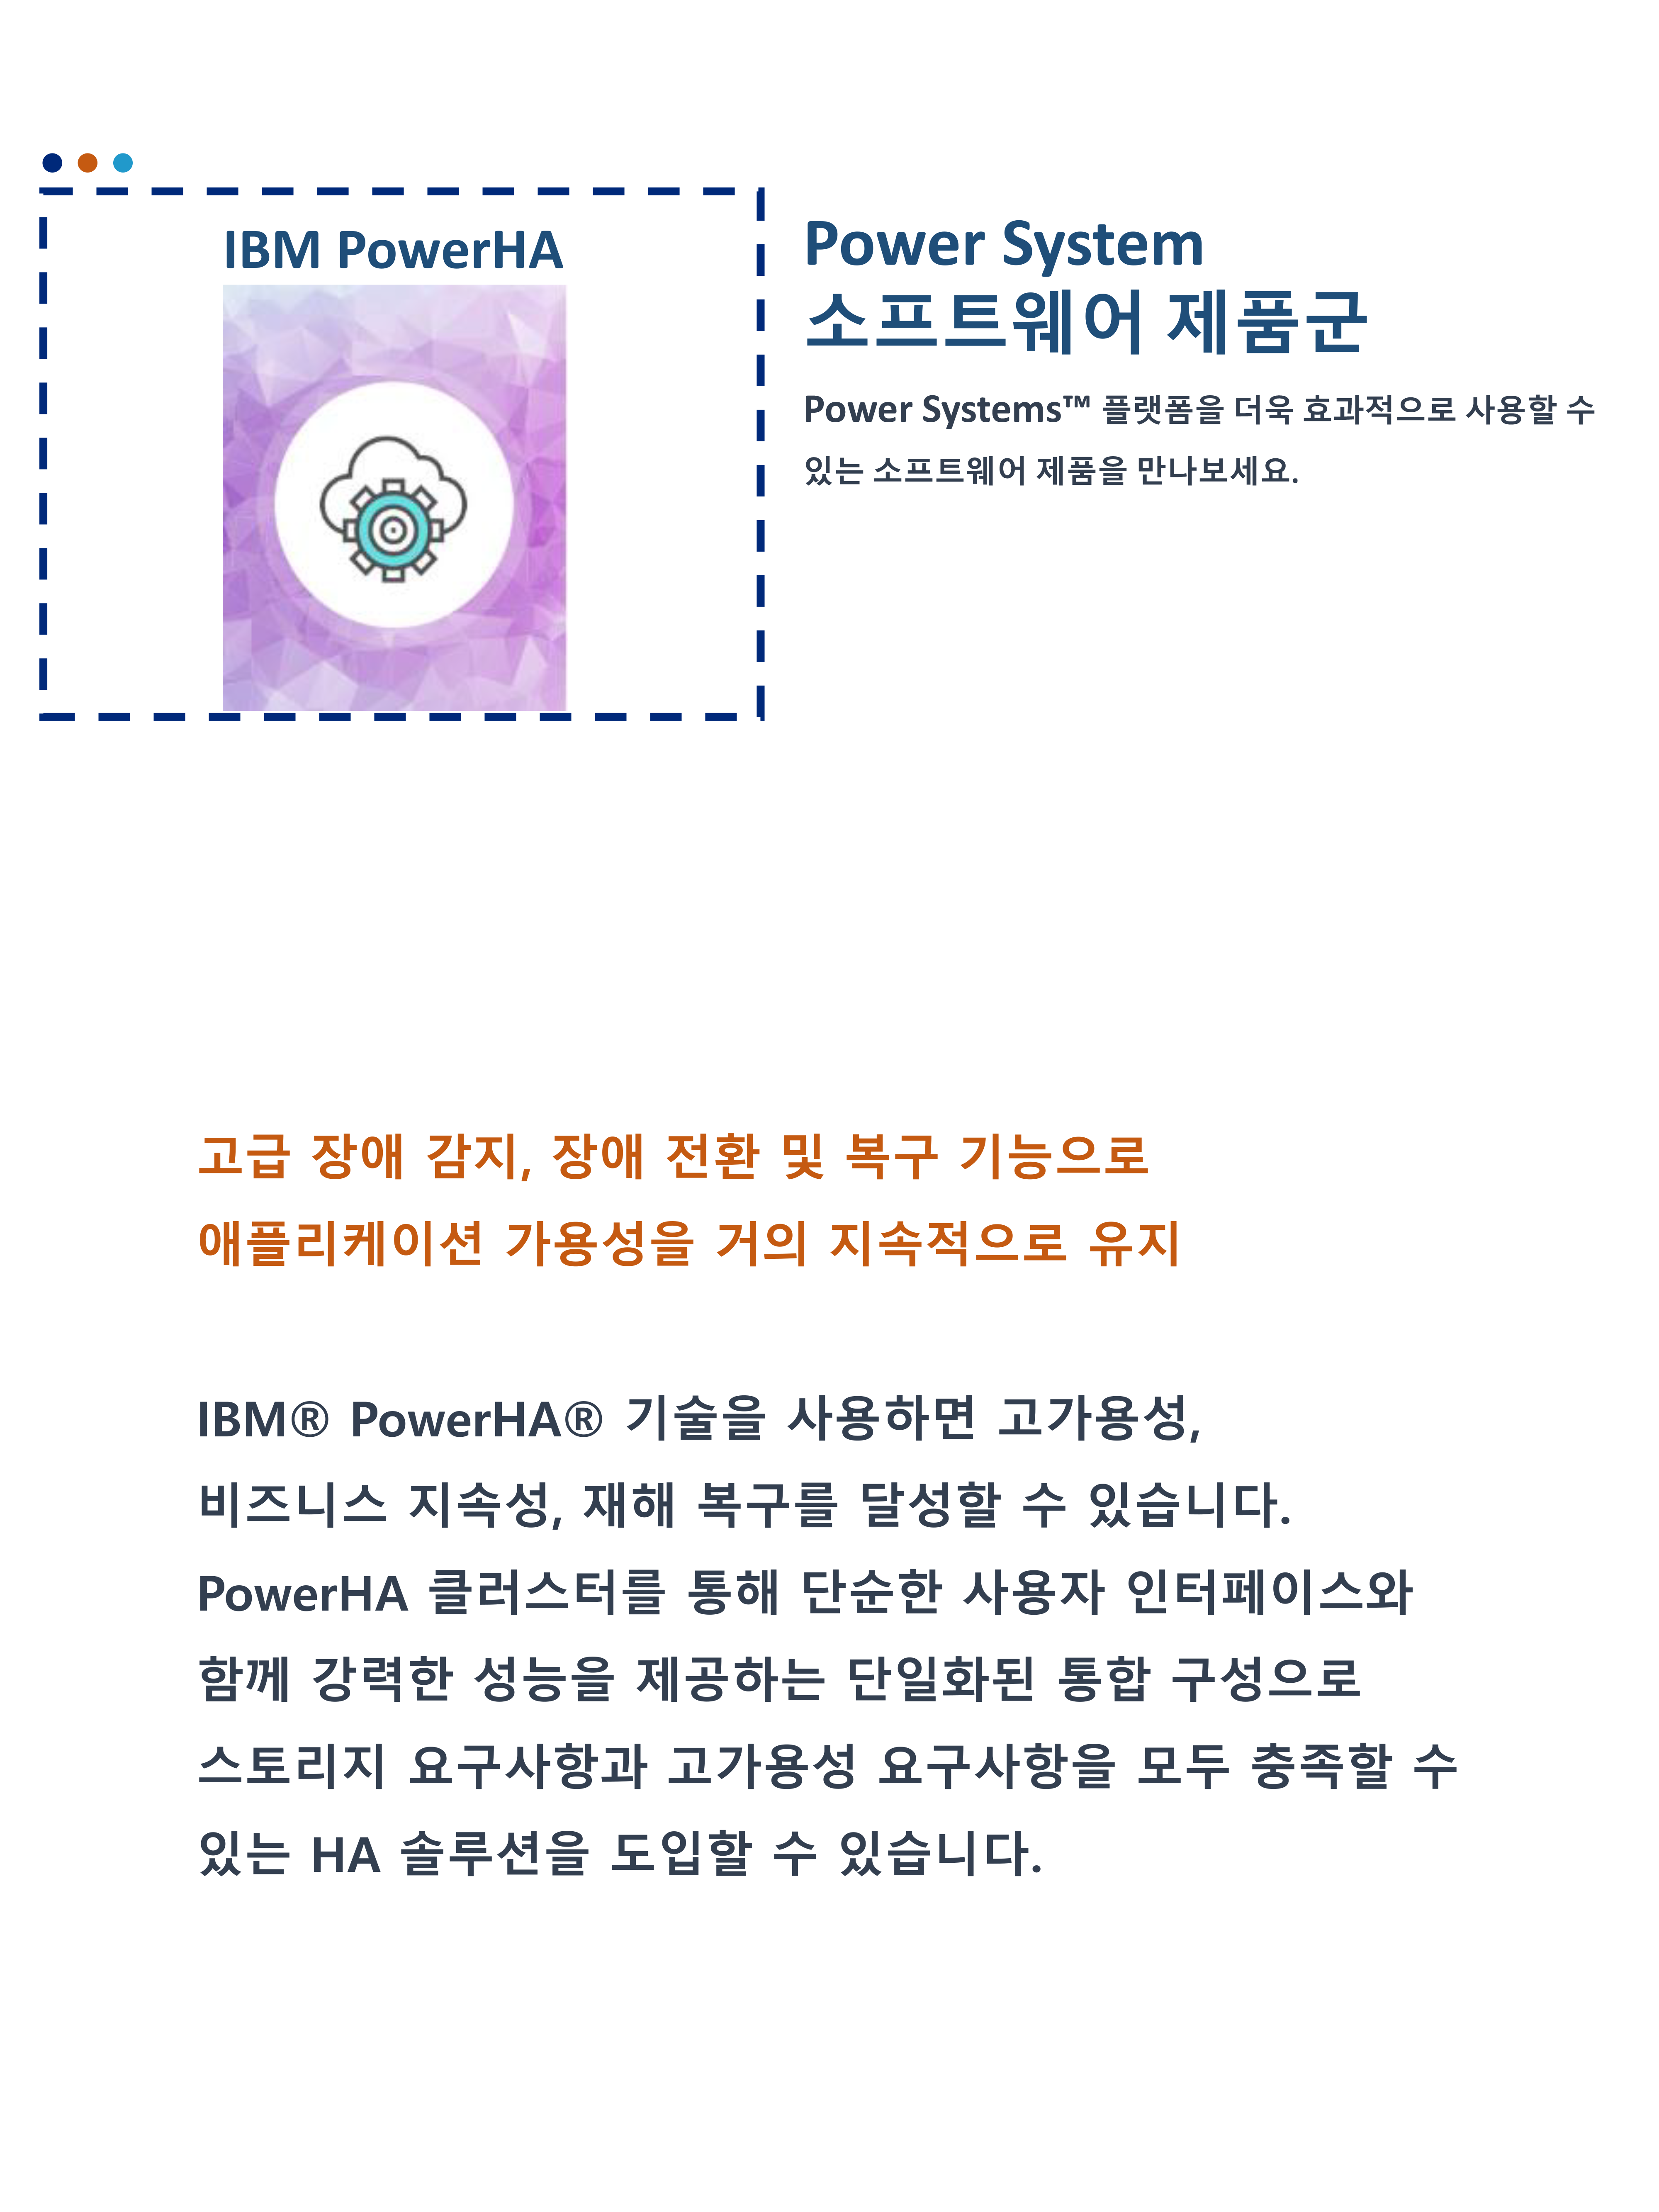 IBM PowerHA
Power System
소프트웨어 제품군
Power Systems™ 플랫폼을 더욱 효과적으로 사용할 수
있는 소프트웨어 제품을 만나보세요.
고급 장애 감지, 장애 전환 및 복구 기능으로
애플리케이션 가용성을 거의 지속적으로 유지
IBM® PowerHA® 기술을 사용하면 고가용성,
비즈니스 지속성, 재해 복구를 달성할 수 있습니다.
PowerHA 클러스터를 통해 단순한 사용자 인터페이스와
함께 강력한 성능을 제공하는 단일화된 통합 구성으로
스토리지 요구사항과 고가용성 요구사항을 모두 충족할 수
있는 HA 솔루션을 도입할 수 있습니다.